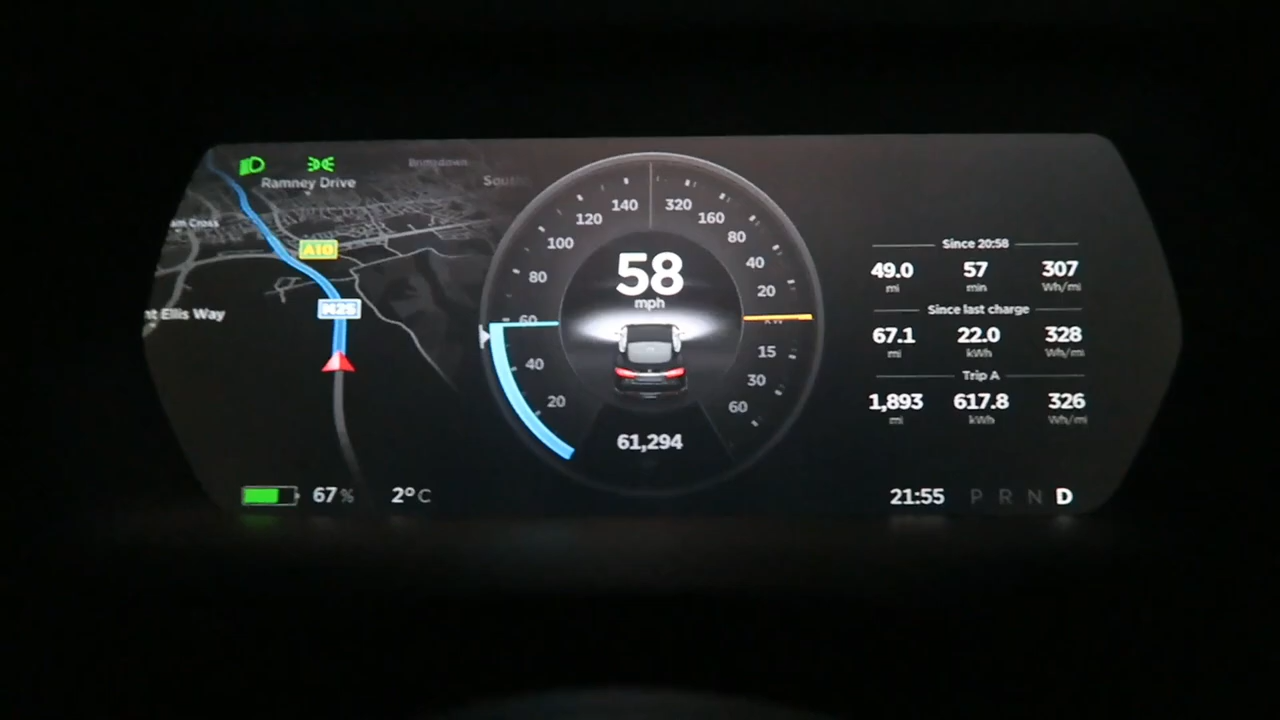 Brimsdown
Ramney Drive
A10
M25
nt Ellis Way
67 %
2°C
140
120
100
80
60
40
20
320
160
80
40
20
kW
15
30
60
58
mph
61,294
Since 20:58
49.0 57 307
mi min Wh/mi
Since last charge
67.1 22.0 328
mi kWh Wh/mi
Trip A
1,893 617.8 326
mi kWh Wh/mi
21:55 P R N D